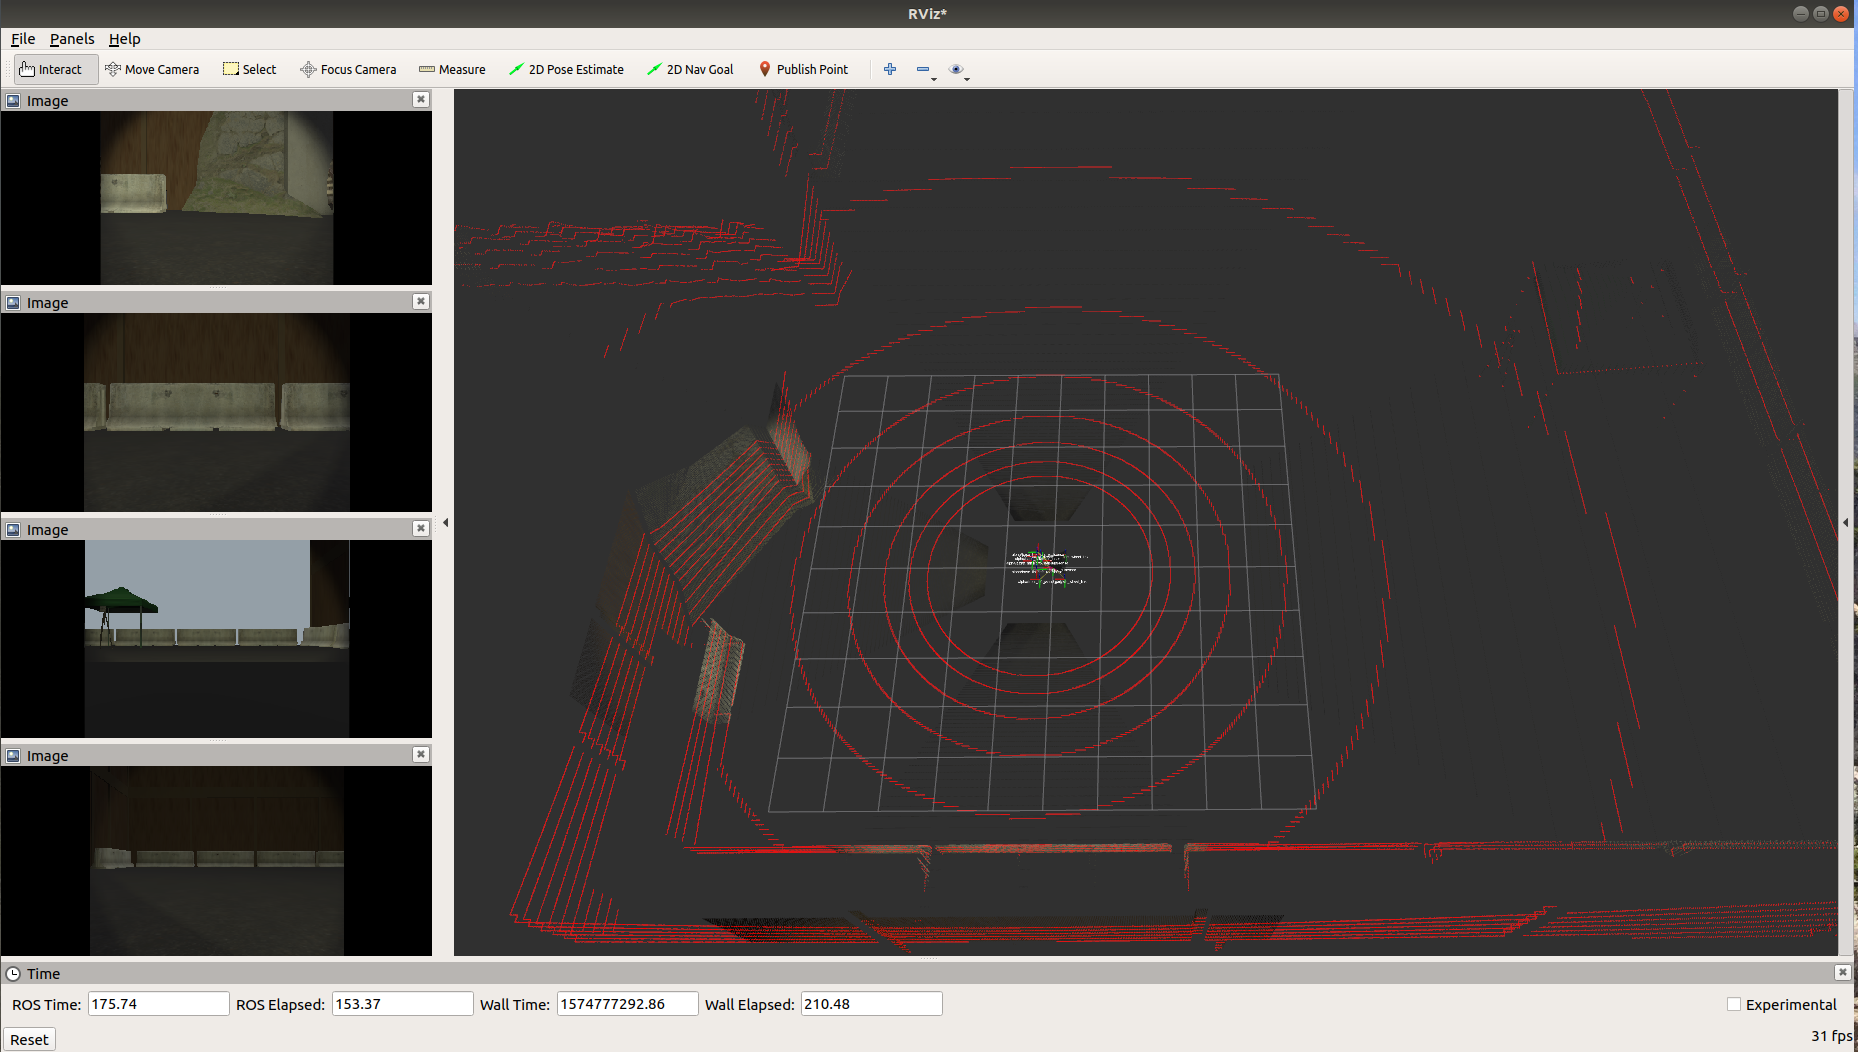 RViz*
File Panels Help
Interact Move Camera Select Focus Camera Measure 2D Pose Estimate 2D Nav Goal Publish Point
Image
Image
Image
Image
Time
ROS Time: 175.74 ROS Elapsed: 153.37 Wall Time: 1574777292.86 Wall Elapsed: 210.48 Experimental
Reset 31 fps